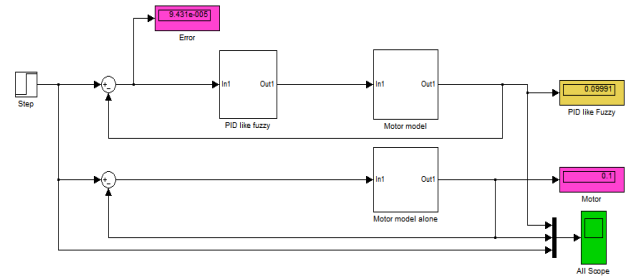 9.431e-005
Error
Step
+
−
In1
Out1
PID like fuzzy
In1
Out1
Motor model
0.09991
PID like Fuzzy
+
−
In1
Out1
Motor model alone
0.1
Motor
All Scope